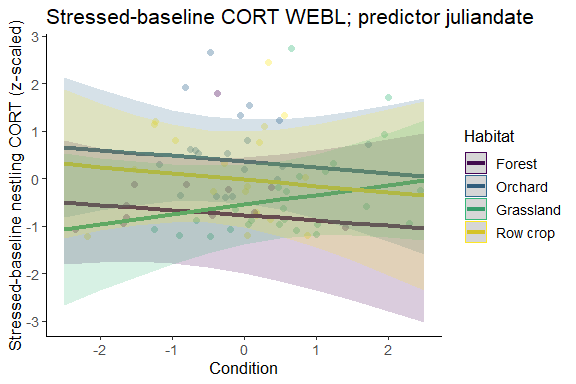 Stressed-baseline CORT WEBL; predictor juliandate
Stressed-baseline nestling CORT (z-scaled)
3
2
1
0
-1
-2
-3
-2
-1
0
1
2
Condition
Habitat
Forest
Orchard
Grassland
Row crop